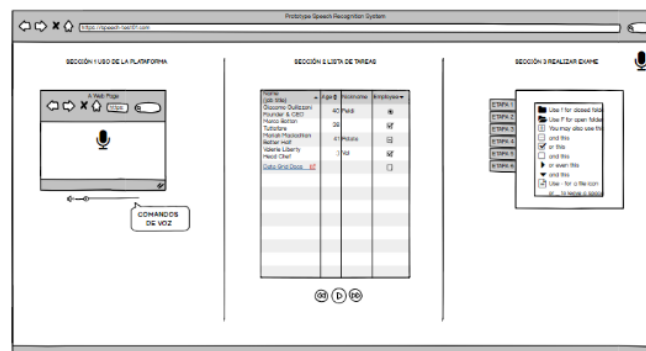 Prototype Speech Recognition System
https://speech-test01.com
SECCIÓN 1 USO DE LA PLATAFORMA
SECCIÓN 2 LISTA DE TAREAS
SECCIÓN 3 REALIZAR EXAME
A Web Page
https:
COMANDOS
DE VOZ
Name
(job title)
Age
Nickname
Employee
Giacomo Guilizzoni
Founder & CEO
40
Peldi
Marco Botton
Tuttofare
38
Mariah Maclachlan
Better Half
41
Patata
Valerie Liberty
Head Chef
Val
Data Grid Docs
ETAPA 1
ETAPA 2
ETAPA 3
ETAPA 4
ETAPA 5
ETAPA 6
Use f for closed folde
Use F for open folder
You may also use this
and this
or this
and this
or even this
and this
Use - for a file icon